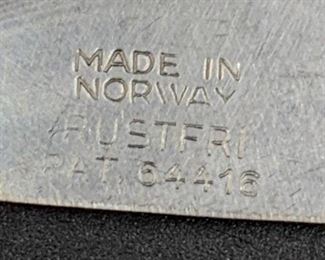 MADE IN
NORWAY
RUSTFRI
PAT. 64416